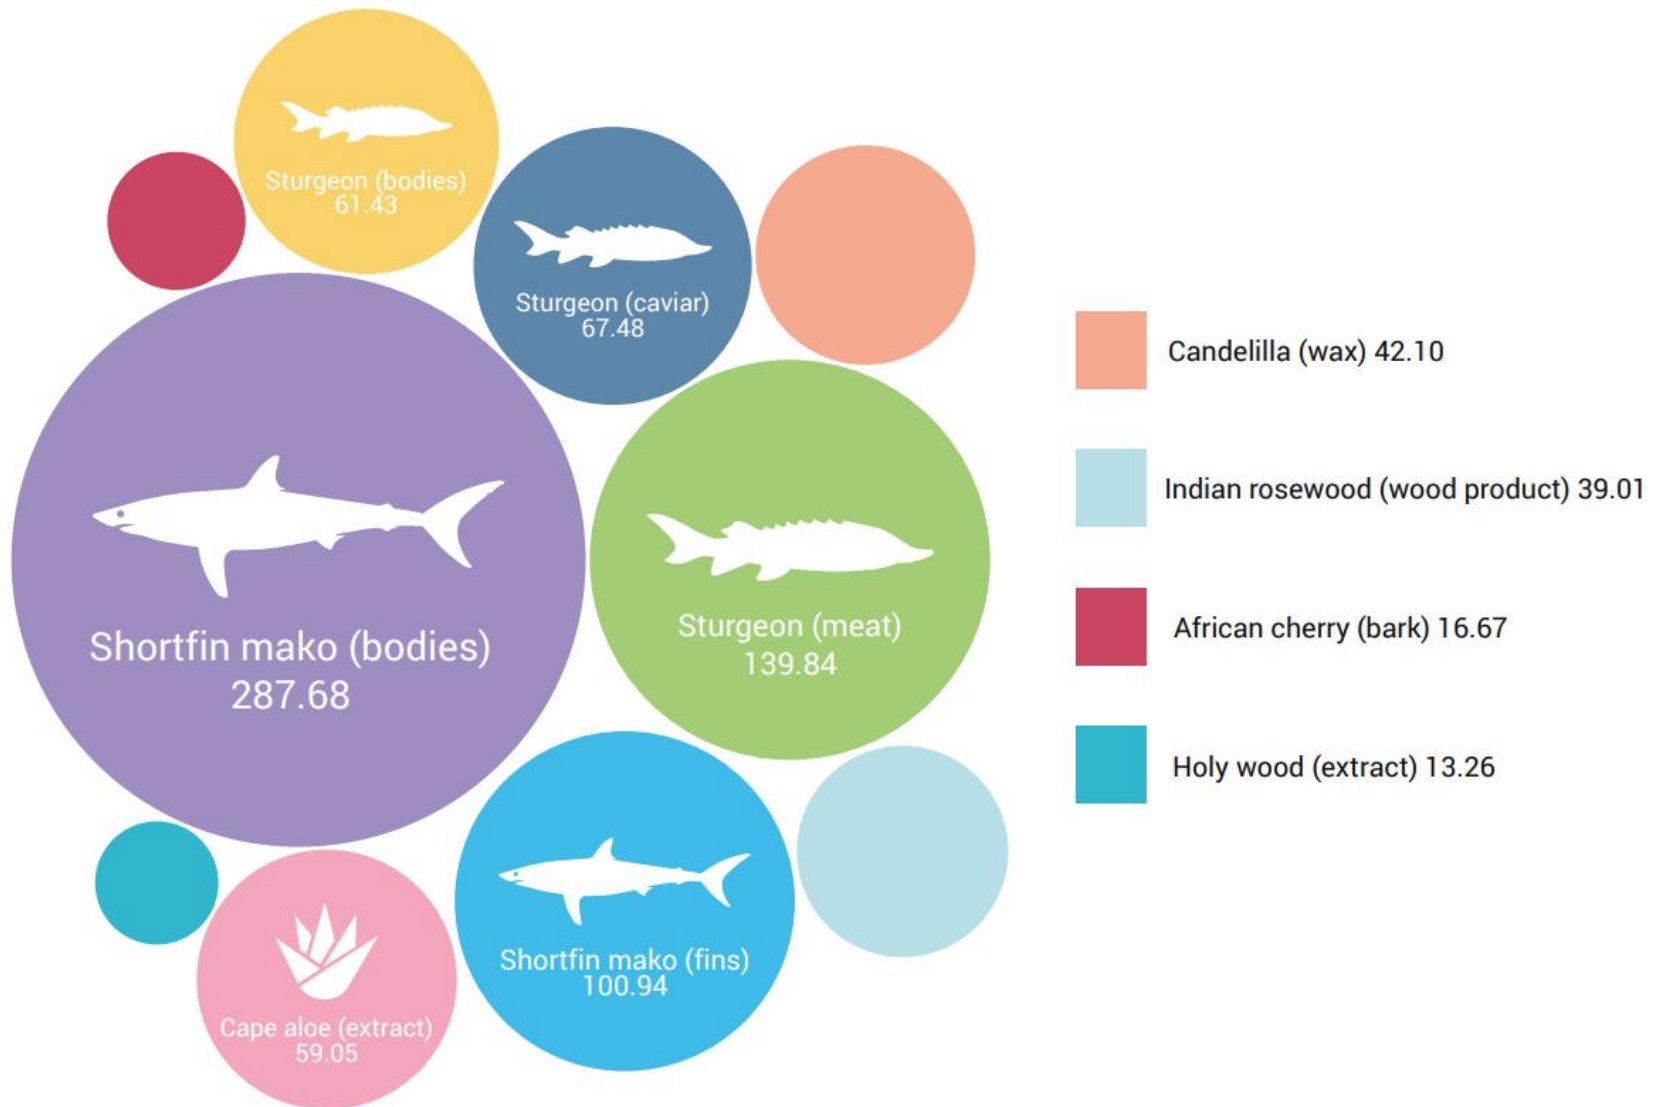 Sturgeon (bodies)
61.43
Sturgeon (caviar)
67.48
Shortfin mako (bodies)
287.68
Sturgeon (meat)
139.84
Shortfin mako (fins)
100.94
Cape aloe (extract)
59.05
Candelilla (wax) 42.10
Indian rosewood (wood product) 39.01
African cherry (bark) 16.67
Holy wood (extract) 13.26